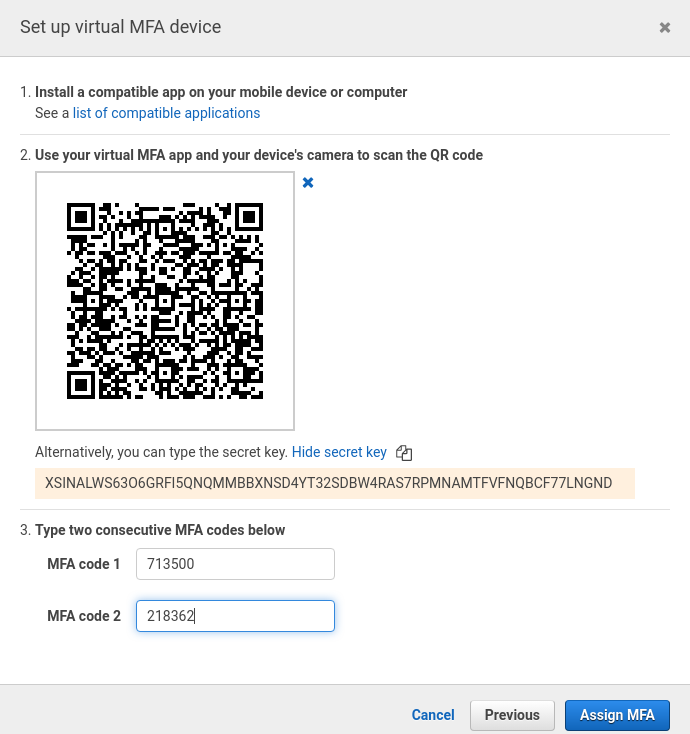 Set up virtual MFA device
1. Install a compatible app on your mobile device or computer
See a list of compatible applications
2. Use your virtual MFA app and your device's camera to scan the QR code
Alternatively, you can type the secret key. Hide secret key
XSINALWS63O6GRFI5QNQMMBBXNSD4YT32SDBW4RAS7RPMNAMTFVFNQBCF77LNGND
3. Type two consecutive MFA codes below
MFA code 1 713500
MFA code 2 218362
Cancel Previous Assign MFA